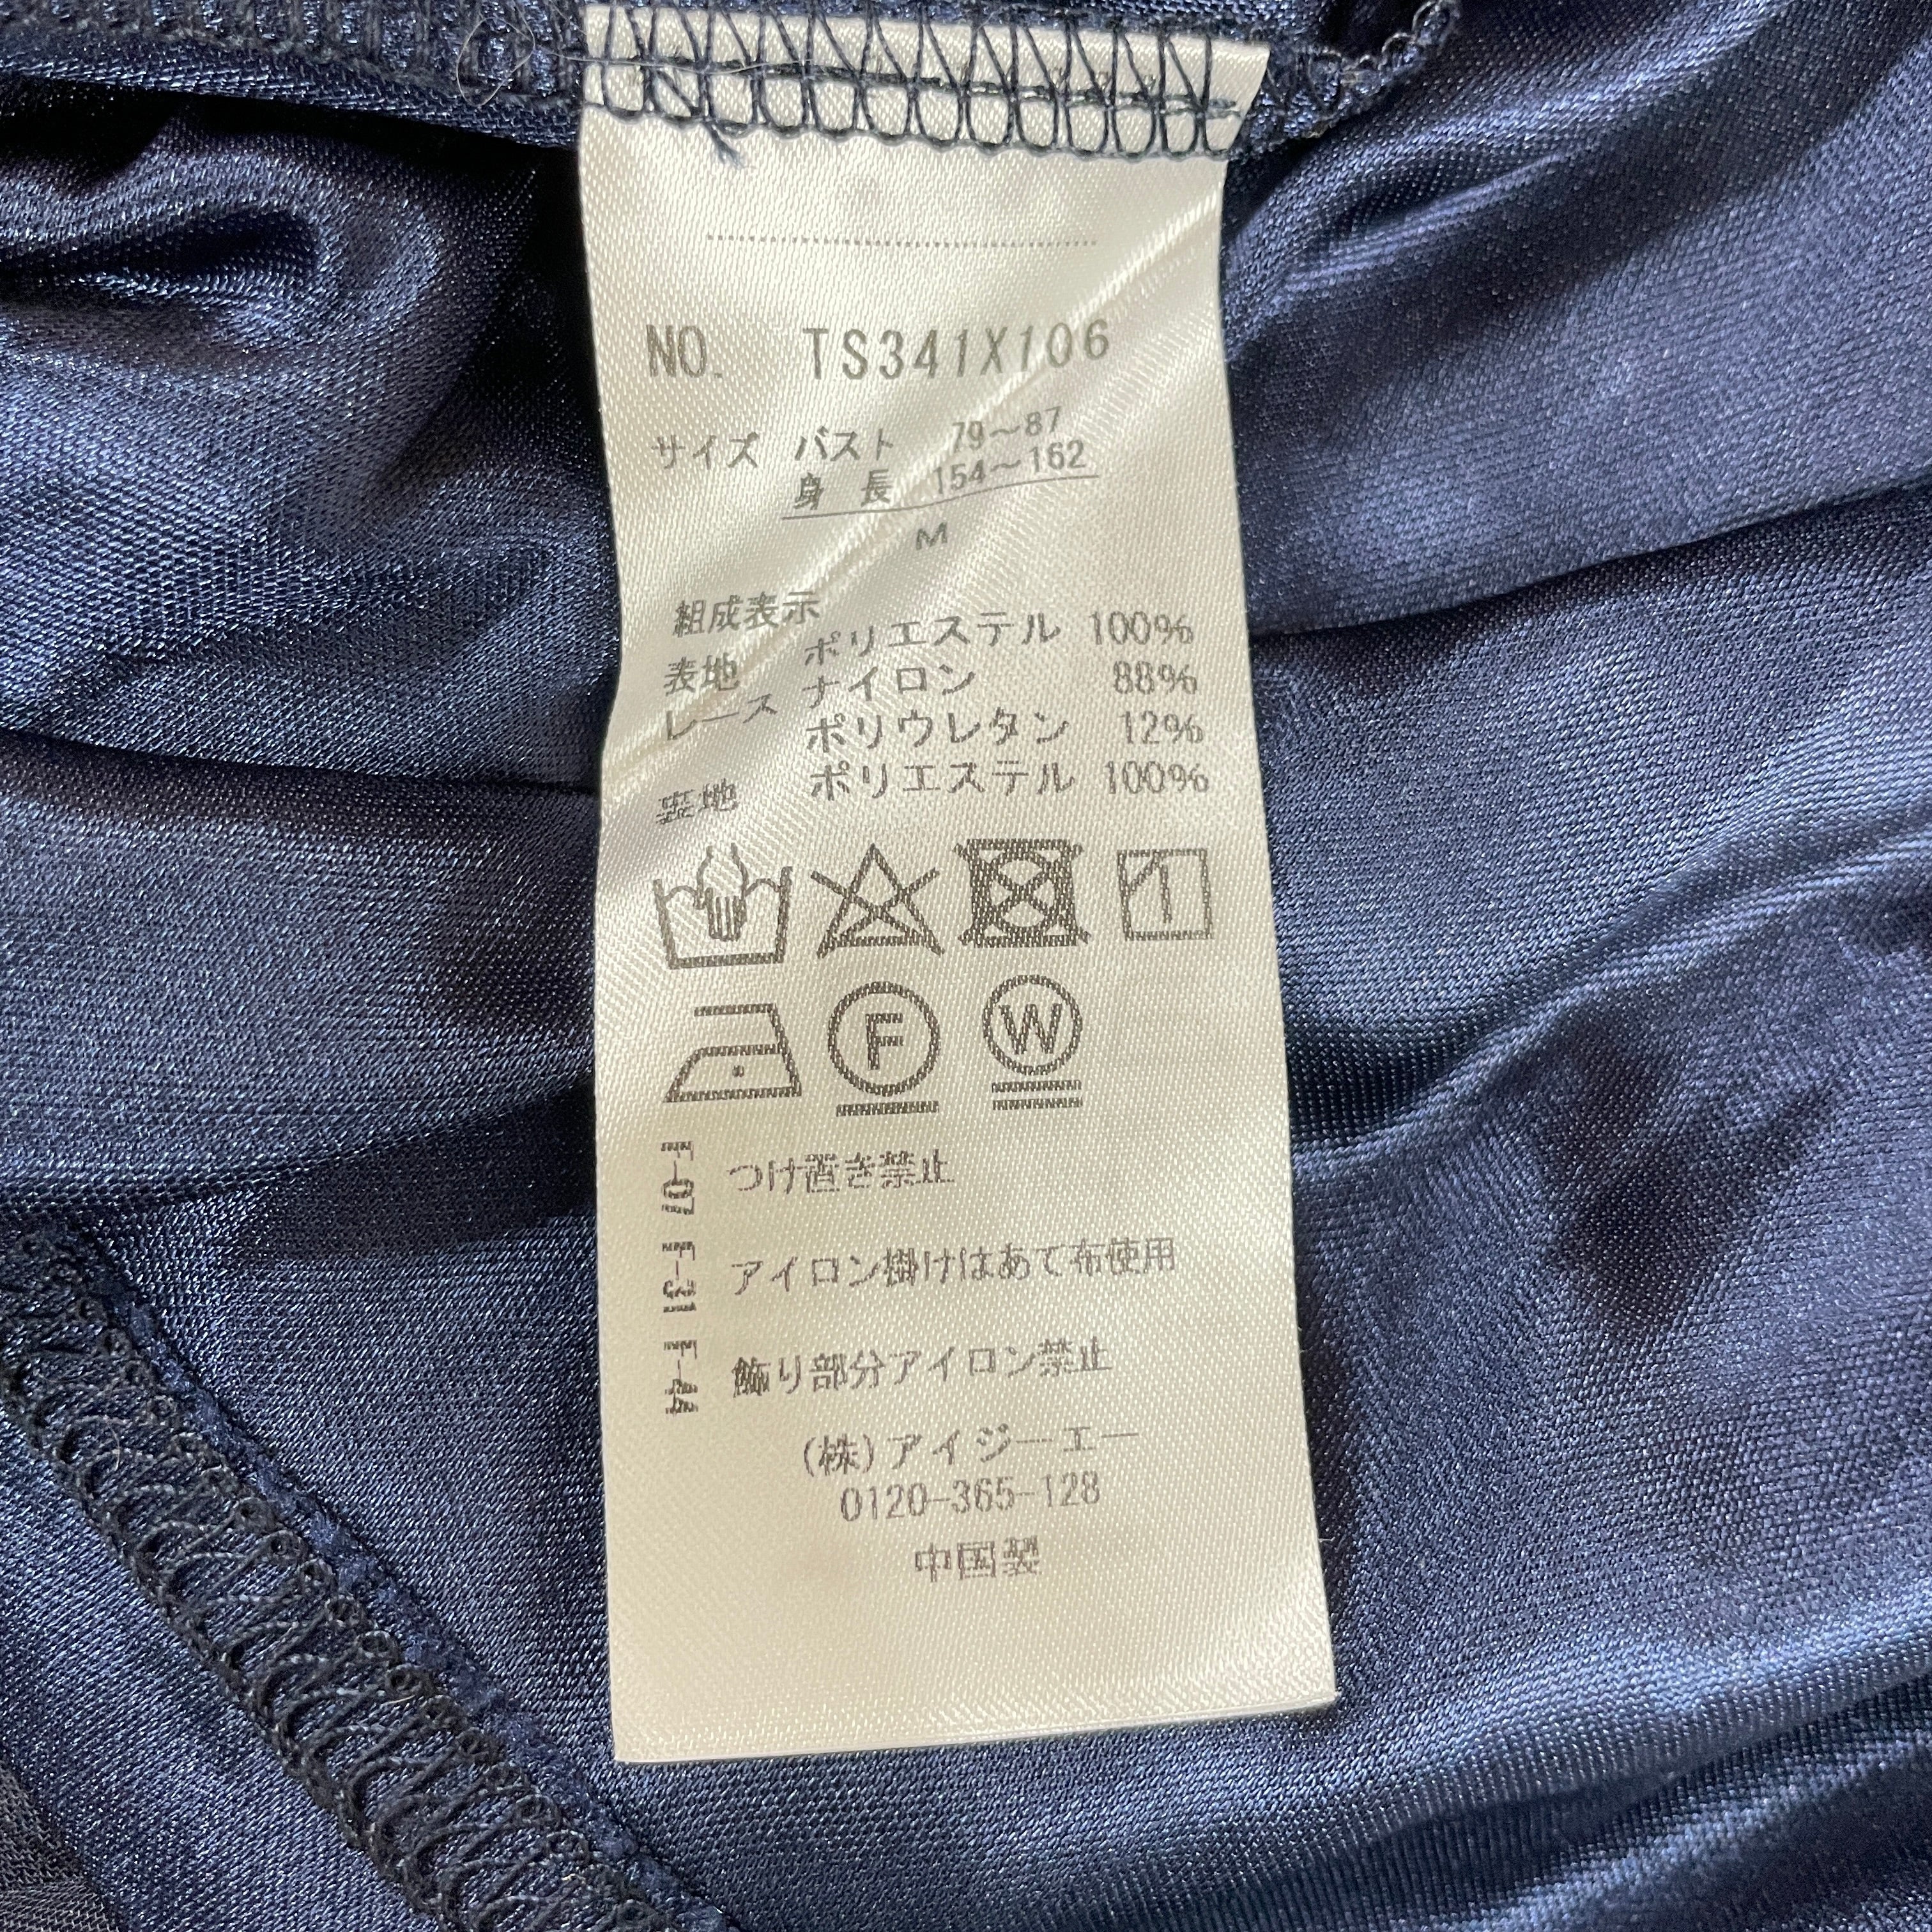 NO. TS341X106
サイズ バスト 79～87
身長 154～162
M
組成表示
表地 ポリエステル 100%
レース ナイロン 88%
ポリウレタン 12%
裏地 ポリエステル 100%
F
W
つけ置き禁止
アイロン掛けはあて布使用
飾り部分アイロン禁止
F-07 F-31 F-44
(株)アイジーエー
0120-365-128
中国製